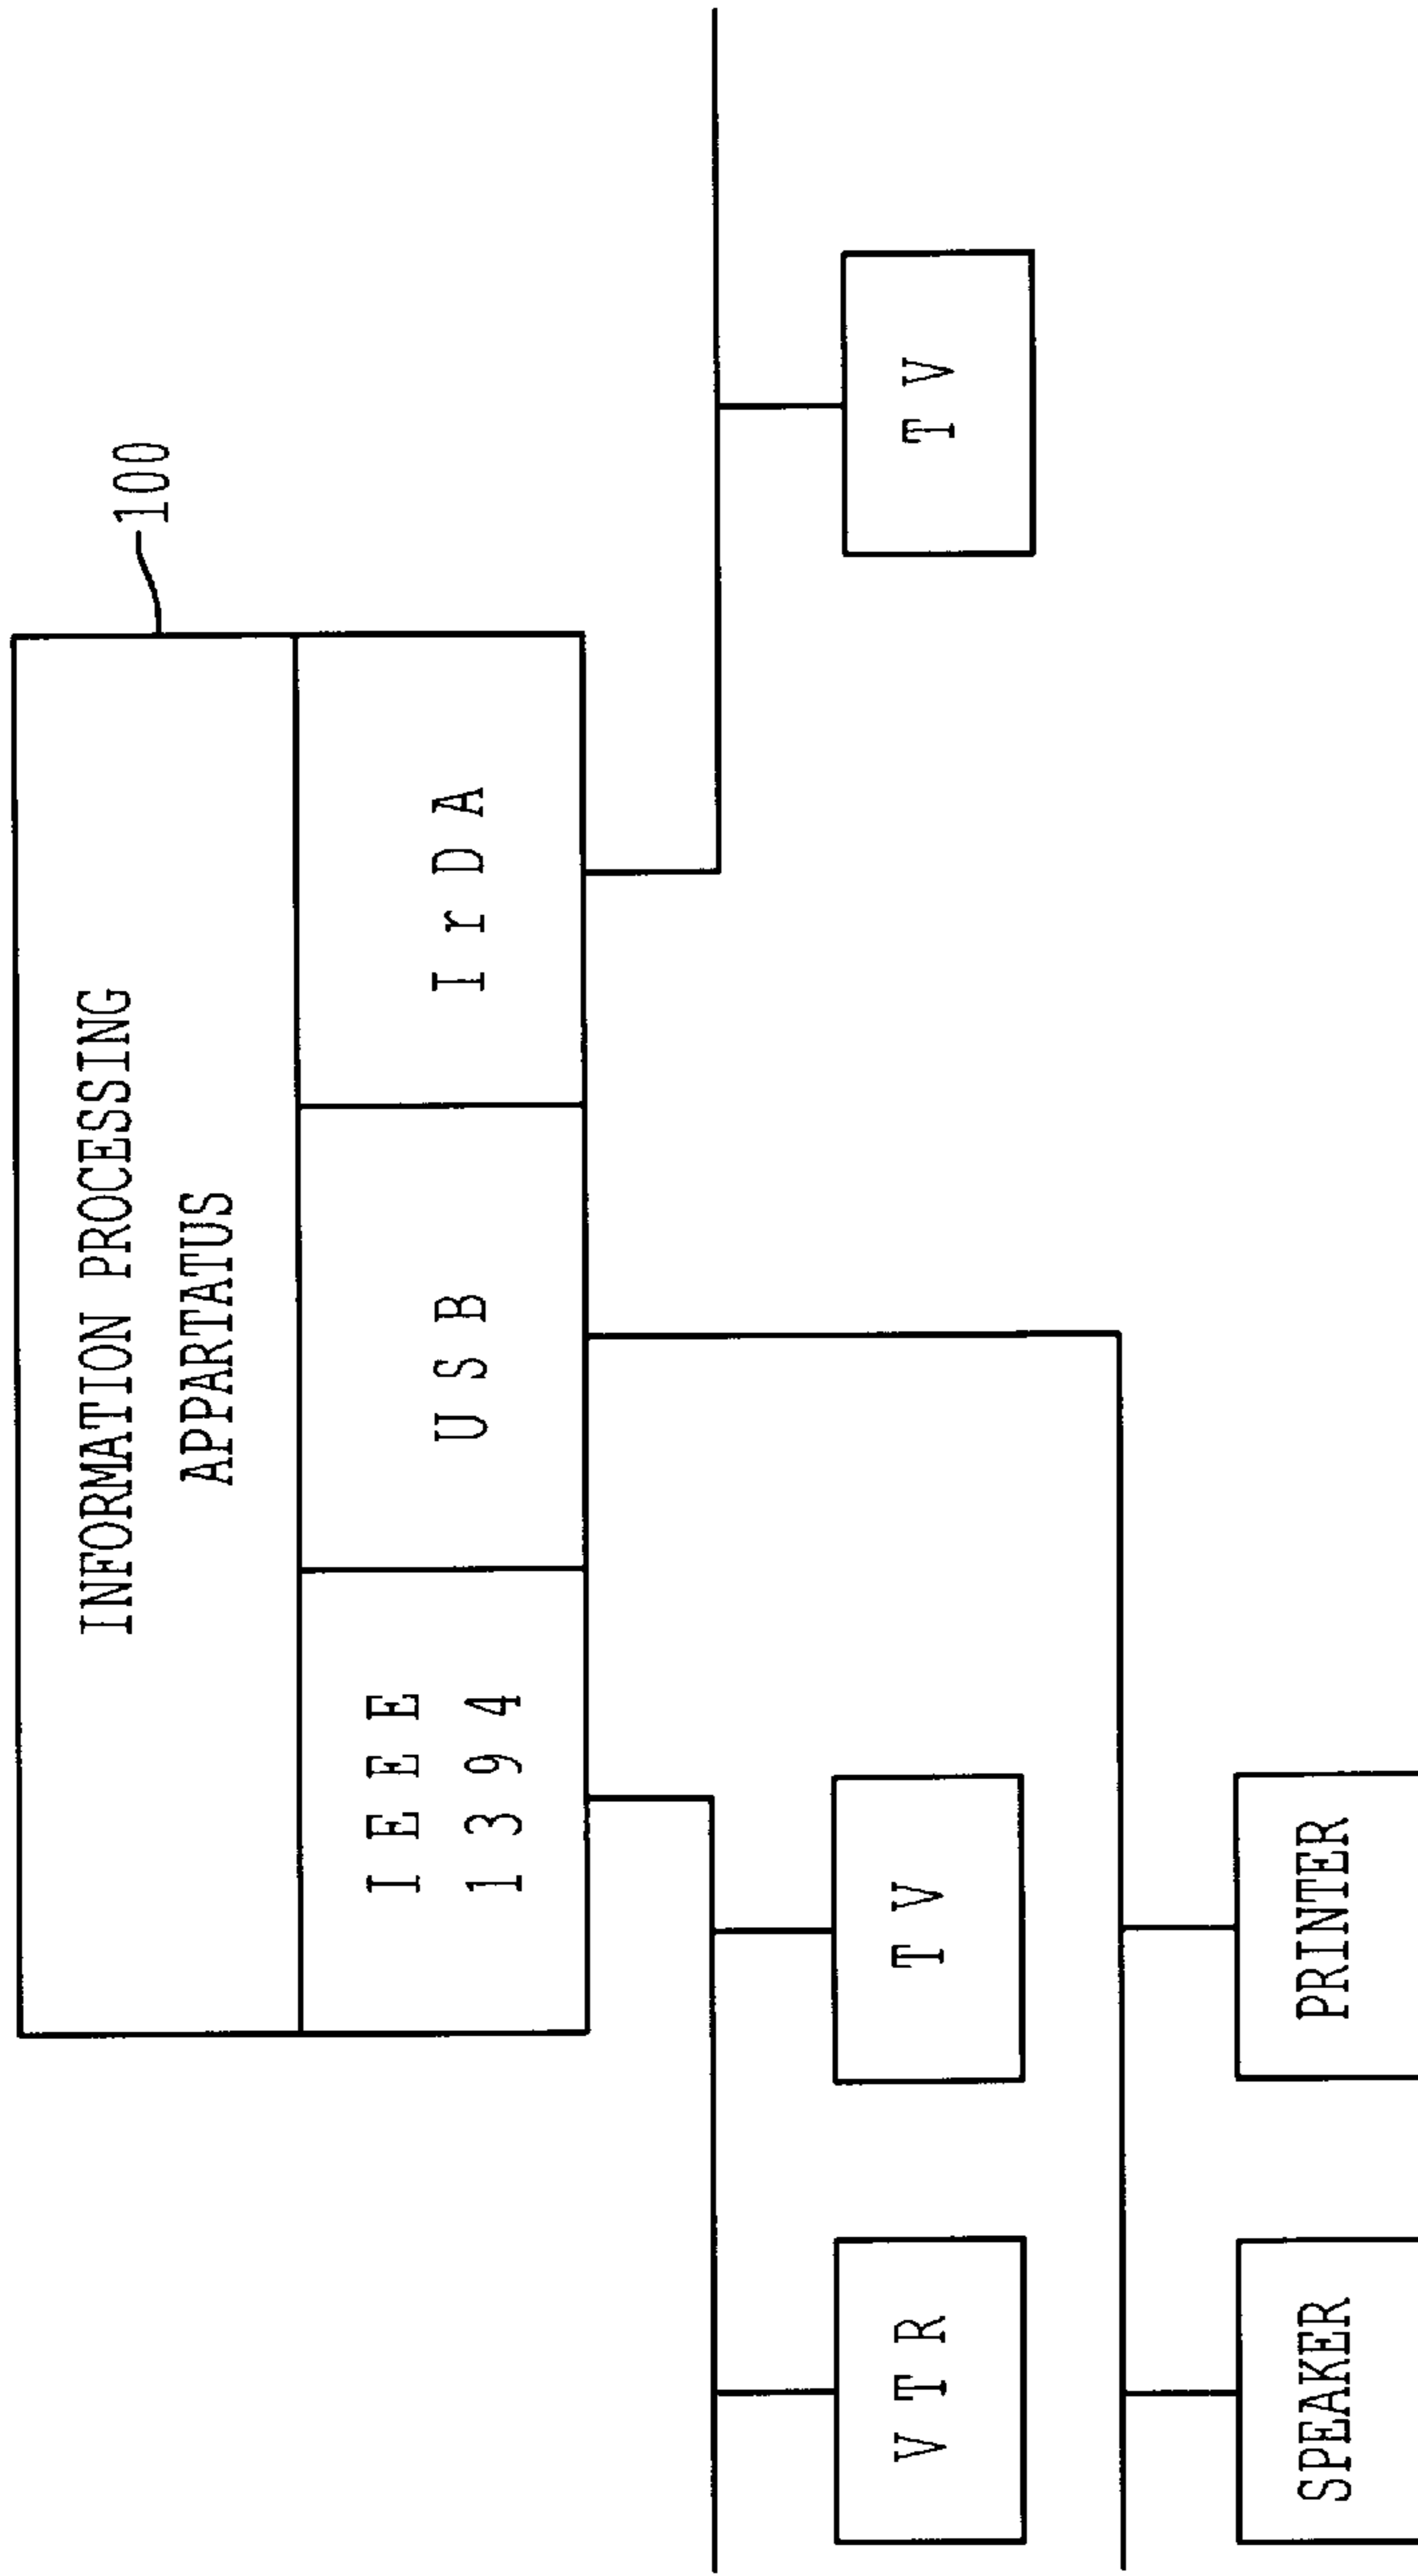 INFORMATION PROCESSING
APPARTATUS
100
IEEE
1394
USB
IrDA
VTR
TV
TV
SPEAKER
PRINTER